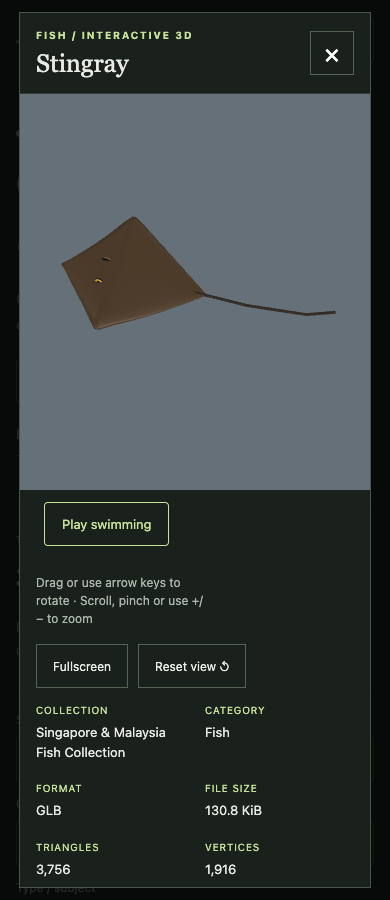 FISH / INTERACTIVE 3D
Stingray
×
Play swimming
Drag or use arrow keys to
rotate · Scroll, pinch or use +/
− to zoom
Fullscreen
Reset view ↺
COLLECTION
Singapore & Malaysia
Fish Collection
CATEGORY
Fish
FORMAT
GLB
FILE SIZE
130.8 KiB
TRIANGLES
3,756
VERTICES
1,916
Type / subject